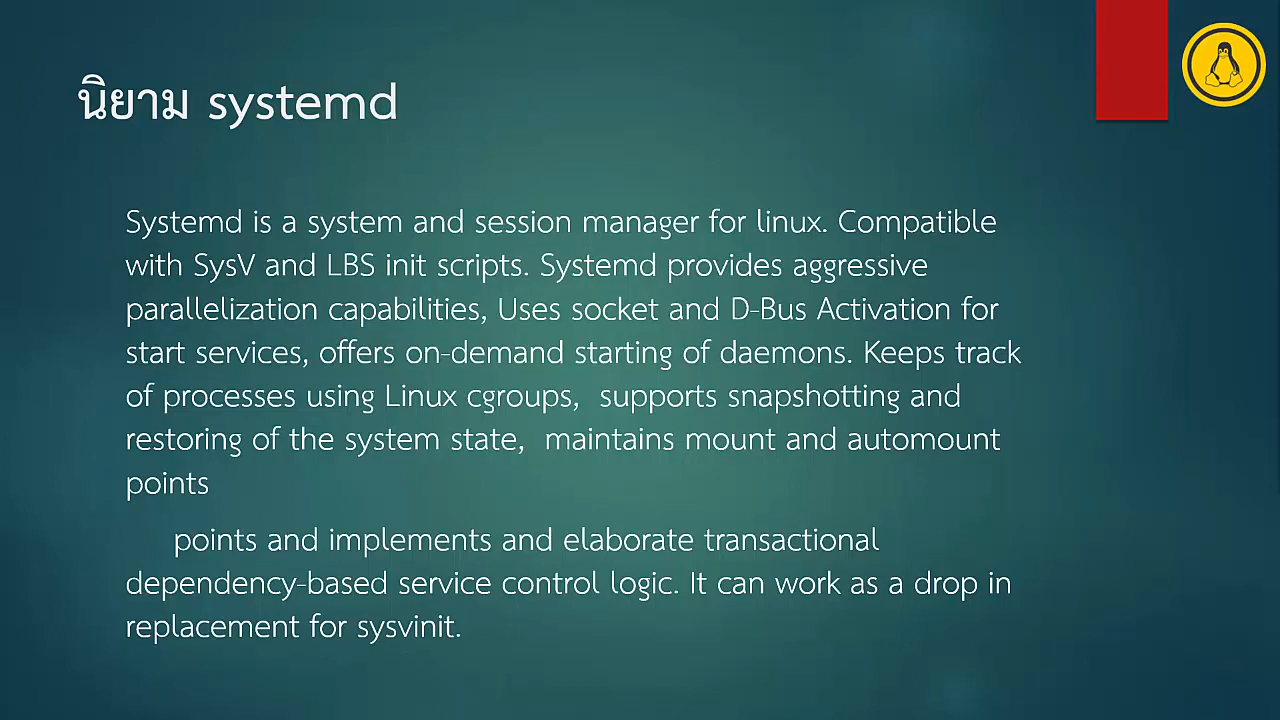 นิยาม systemd
Systemd is a system and session manager for linux. Compatible
with SysV and LBS init scripts. Systemd provides aggressive
parallelization capabilities, Uses socket and D-Bus Activation for
start services, offers on-demand starting of daemons. Keeps track
of processes using Linux cgroups,  supports snapshotting and
restoring of the system state,  maintains mount and automount
points
points and implements and elaborate transactional
dependency-based service control logic. It can work as a drop in
replacement for sysvinit.